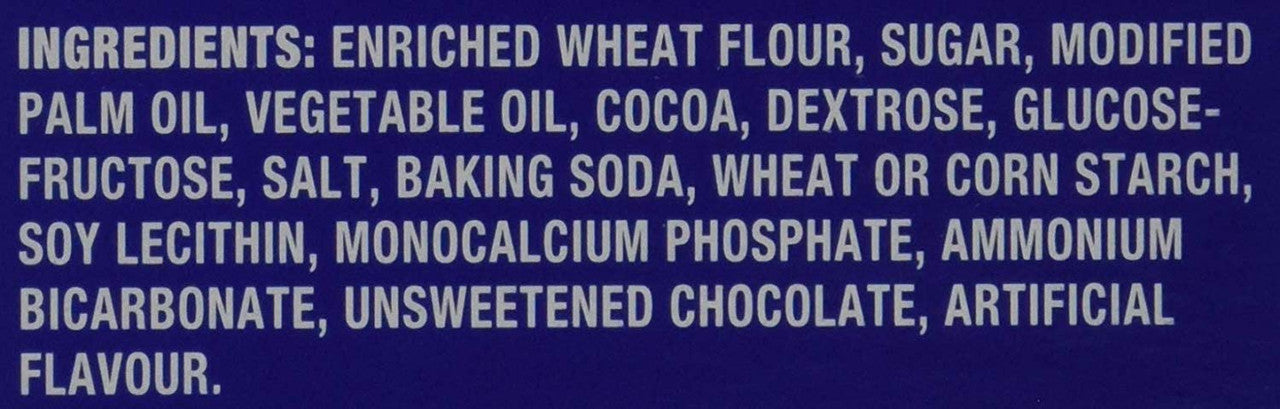 INGREDIENTS: ENRICHED WHEAT FLOUR, SUGAR, MODIFIED
PALM OIL, VEGETABLE OIL, COCOA, DEXTROSE, GLUCOSE-
FRUCTOSE, SALT, BAKING SODA, WHEAT OR CORN STARCH,
SOY LECITHIN, MONOCALCIUM PHOSPHATE, AMMONIUM
BICARBONATE, UNSWEETENED CHOCOLATE, ARTIFICIAL
FLAVOUR.